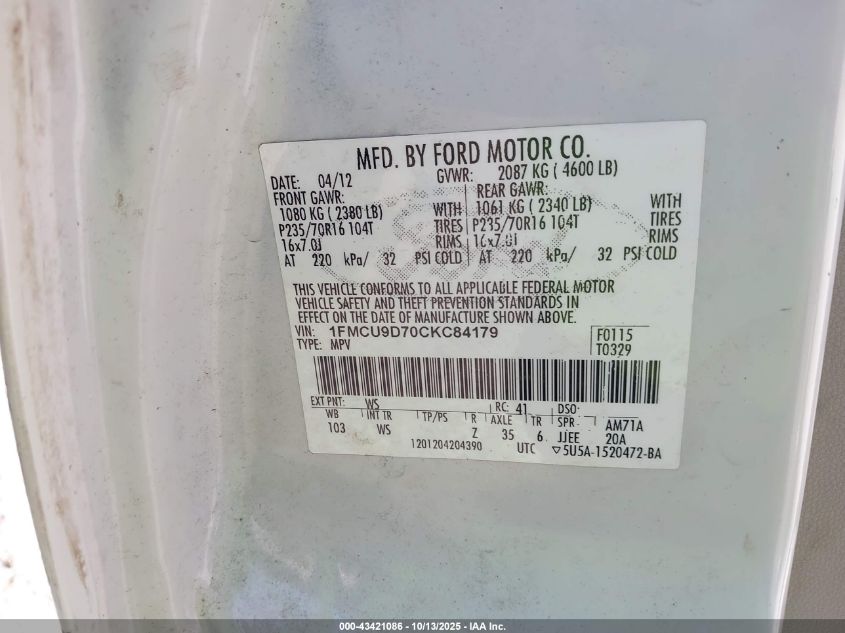 MFD. BY FORD MOTOR CO.
DATE: 04/12 GVWR: 2087 KG ( 4600 LB)
FRONT GAWR: REAR GAWR:
1080 KG ( 2380 LB) WITH 1061 KG ( 2340 LB) WITH
P235/70R16 104T TIRES P235/70R16 104T TIRES
16x7.0J RIMS 16x7.0J RIMS
AT 220 kPa/ 32 PSI COLD AT 220 kPa/ 32 PSI COLD
THIS VEHICLE CONFORMS TO ALL APPLICABLE FEDERAL MOTOR
VEHICLE SAFETY AND THEFT PREVENTION STANDARDS IN
EFFECT ON THE DATE OF MANUFACTURE SHOWN ABOVE.
VIN: 1FMCU9D70CKC84179 F0115
TYPE: MPV T0329
EXT PNT: WS RC: 41 DSO:
WB INT TR TP/PS R AXLE TR SPR AM71A
103 WS Z 35 6 JJEE 20A
1201204204390 UTC ▽5U5A-1520472-BA
000-43421086 - 10/13/2025 - IAA Inc.